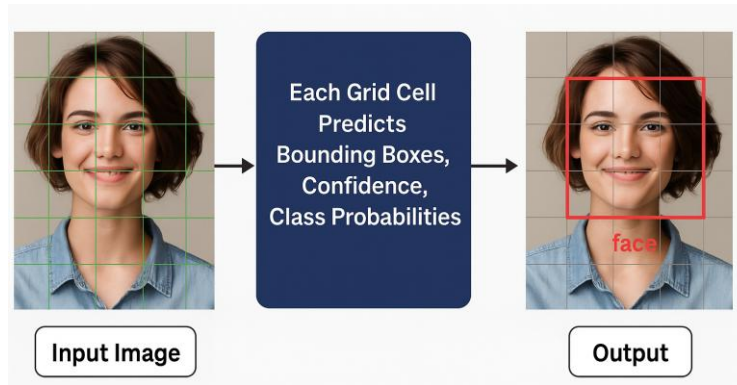 Each Grid Cell
Predicts
Bounding Boxes,
Confidence,
Class Probabilities
face
Input Image
Output